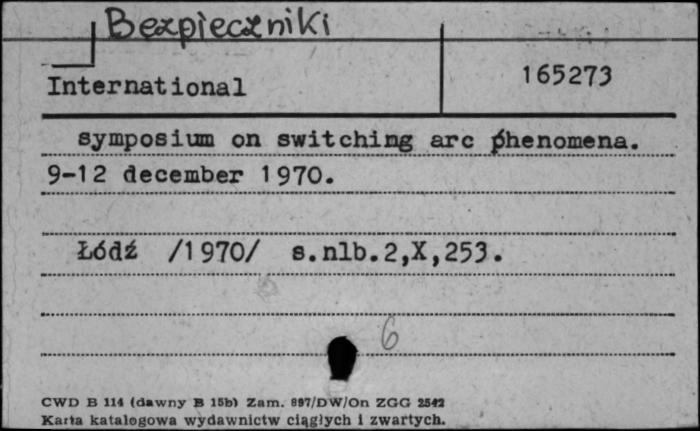 Bezpieczniki
International
165273
symposium on switching arc phenomena.
9-12 december 1970.
Łódź /1970/ s.nlb.2,X,253.
6
CWD B 114 (dawny B 15b) Zam. 897/DW/On ZGG 2542
Karta katalogowa wydawnictw ciągłych i zwartych.